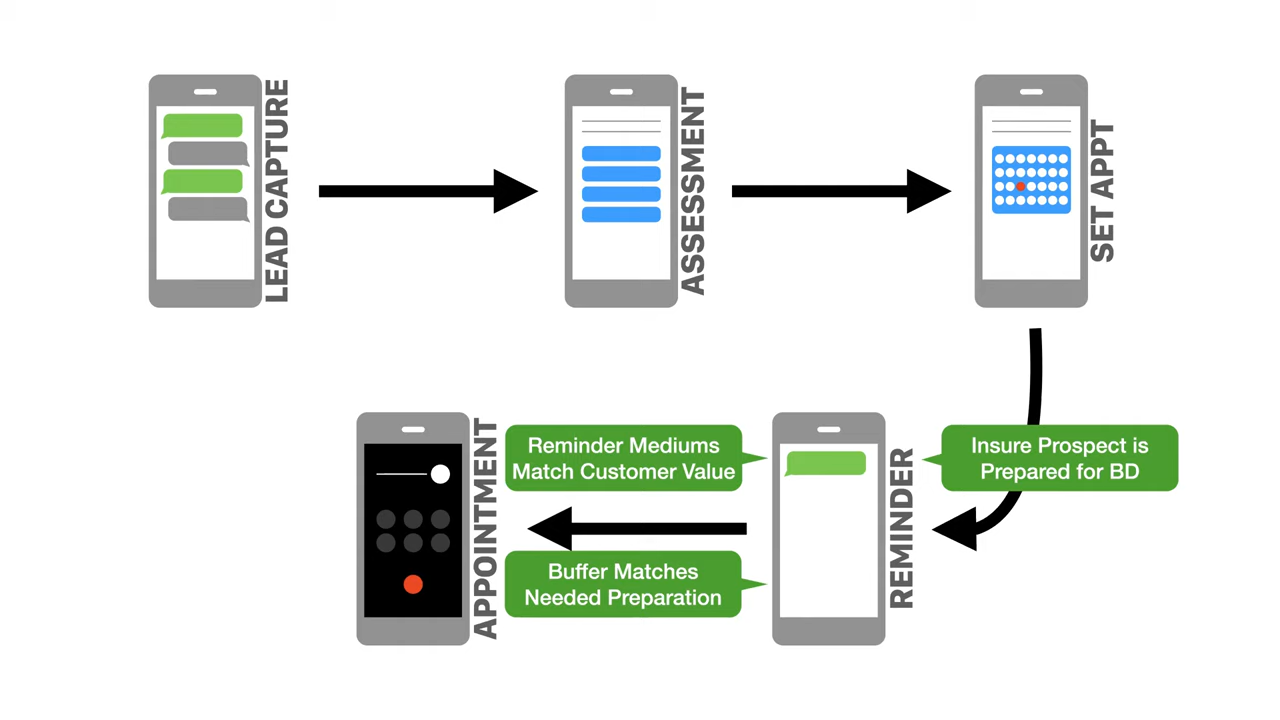 LEAD CAPTURE
ASSESSMENT
SET APPT
APPOINTMENT
Reminder Mediums
Match Customer Value
Buffer Matches
Needed Preparation
REMINDER
Insure Prospect is
Prepared for BD